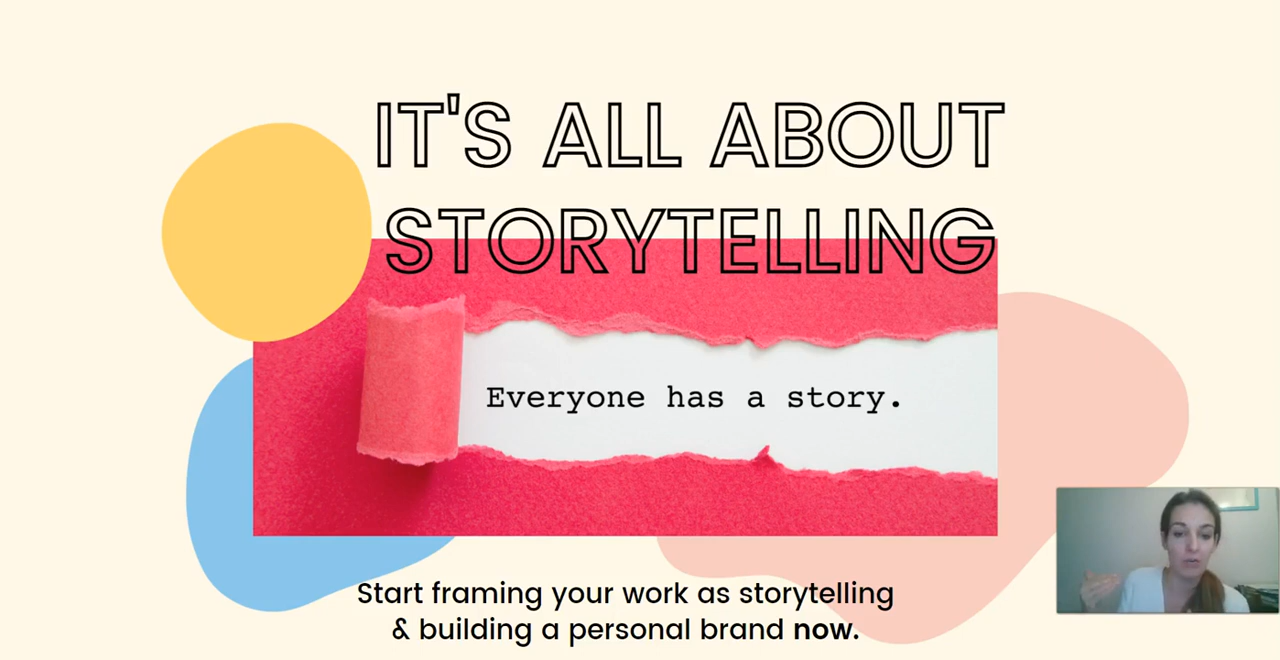 IT'S ALL ABOUT
STORYTELLING
Everyone has a story.
Start framing your work as storytelling
& building a personal brand now.